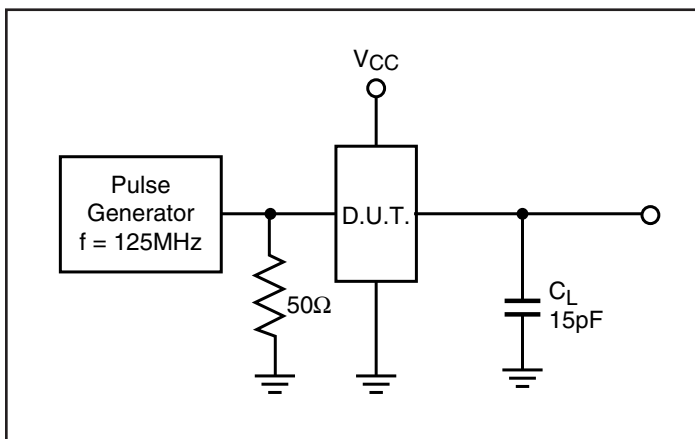 VCC
Pulse
Generator
f = 125MHz
D.U.T.
50Ω
CL
15pF